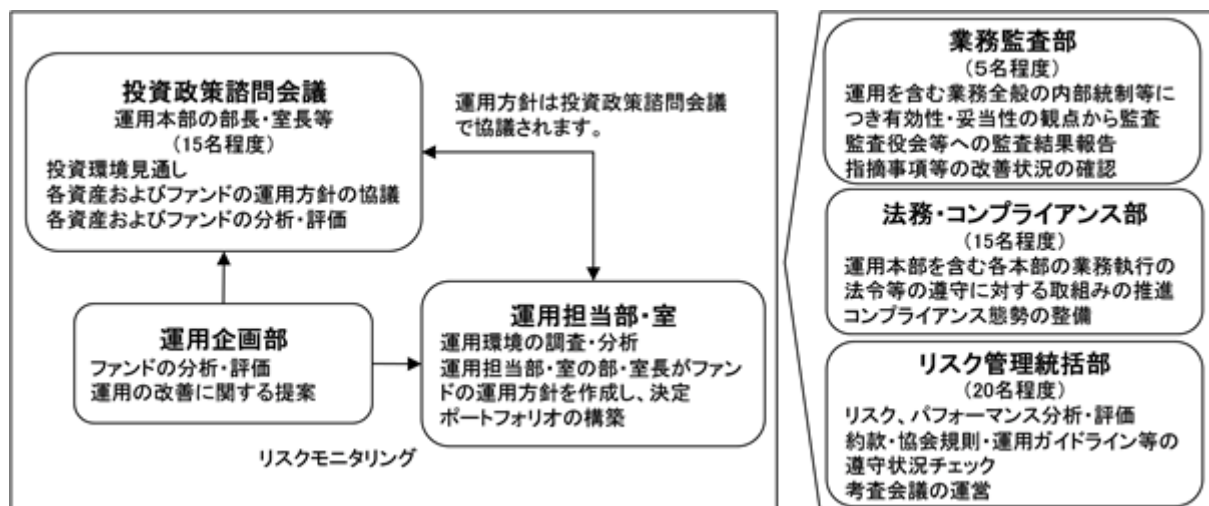 投資政策諮問会議
運用本部の部長・室長等
(15名程度)
投資環境見通し
各資産およびファンドの運用方針の協議
各資産およびファンドの分析・評価
運用方針は投資政策諮問会議
で協議されます。
運用企画部
ファンドの分析・評価
運用の改善に関する提案
運用担当部・室
運用環境の調査・分析
運用担当部・室の部・室長がファン
ドの運用方針を作成し、決定
ポートフォリオの構築
リスクモニタリング
業務監査部
(5名程度)
運用を含む業務全般の内部統制等に
つき有効性・妥当性の観点から監査
監査役会等への監査結果報告
指摘事項等の改善状況の確認
法務・コンプライアンス部
(15名程度)
運用本部を含む各本部の業務執行の
法令等の遵守に対する取組みの推進
コンプライアンス態勢の整備
リスク管理統括部
(20名程度)
リスク、パフォーマンス分析・評価
約款・協会規則・運用ガイドライン等の
遵守状況チェック
考査会議の運営